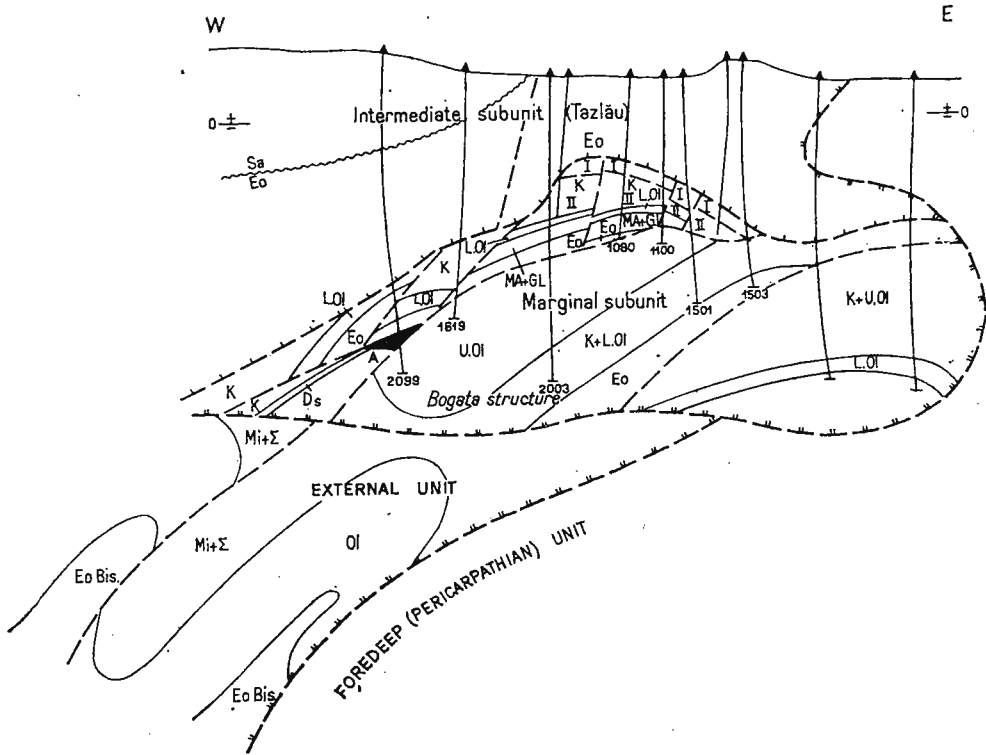 W
E
Intermediate subunit (Tazlău)
0 ±
± 0
Eo
Sa
Eo
I
I
K
II
K
II
L.Ol
I
I
II
II
MA+GL
L.Ol
Eo
Eo
1080
1100
K
MA+GL
L.Ol
L.Ol
Marginal subunit
1501
1503
K+U.Ol
1619
Eo
A
U.Ol
K+L.Ol
L.Ol
2099
2003
Eo
K
K
Ds
Bogata structure
Mi+Σ
EXTERNAL UNIT
Mi+Σ
Ol
Eo Bis.
FOREDEEP (PERICARPATHIAN) UNIT
Eo Bis.